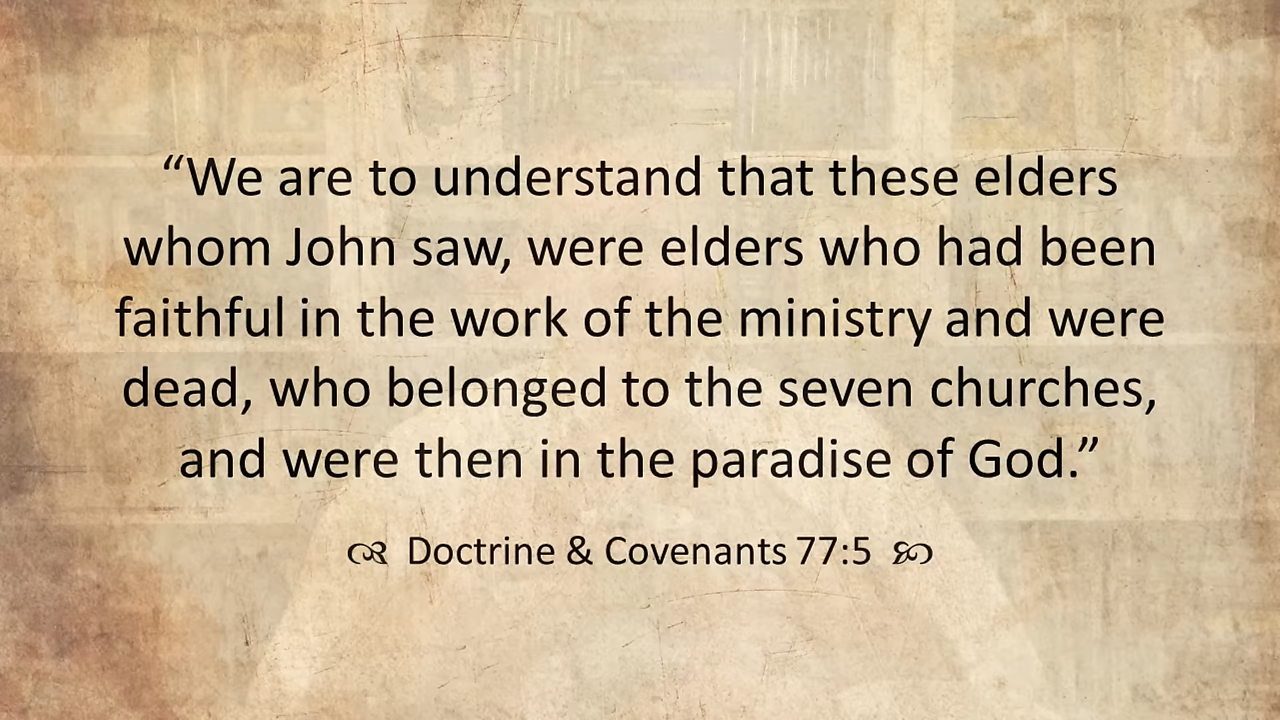 “We are to understand that these elders
whom John saw, were elders who had been
faithful in the work of the ministry and were
dead, who belonged to the seven churches,
and were then in the paradise of God.”
Doctrine & Covenants 77:5